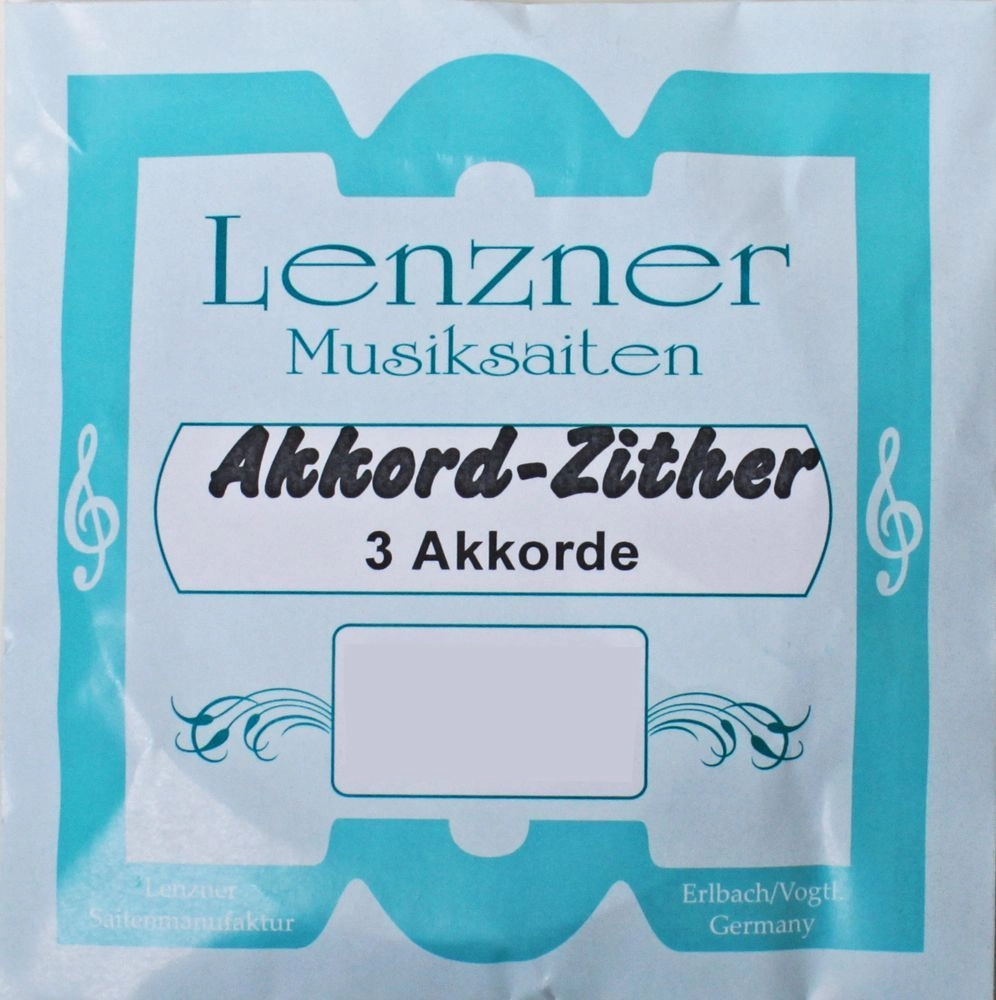 Lenzner
Musiksaiten
Akkord-Zither
3 Akkorde
Lenzner
Saitenmanufaktur
Erlbach/Vogtl.
Germany